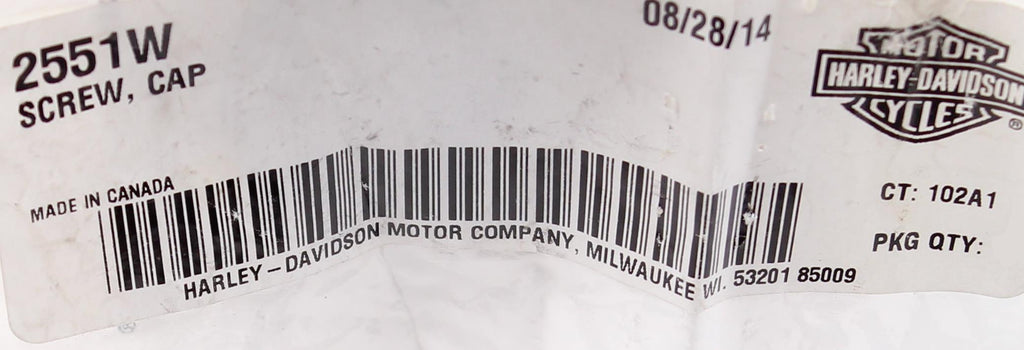 2551W
SCREW, CAP
08/28/14
MOTOR
HARLEY-DAVIDSON
CYCLES
®
MADE IN CANADA
CT: 102A1
PKG QTY:
HARLEY-DAVIDSON MOTOR COMPANY, MILWAUKEE WI. 53201 85009